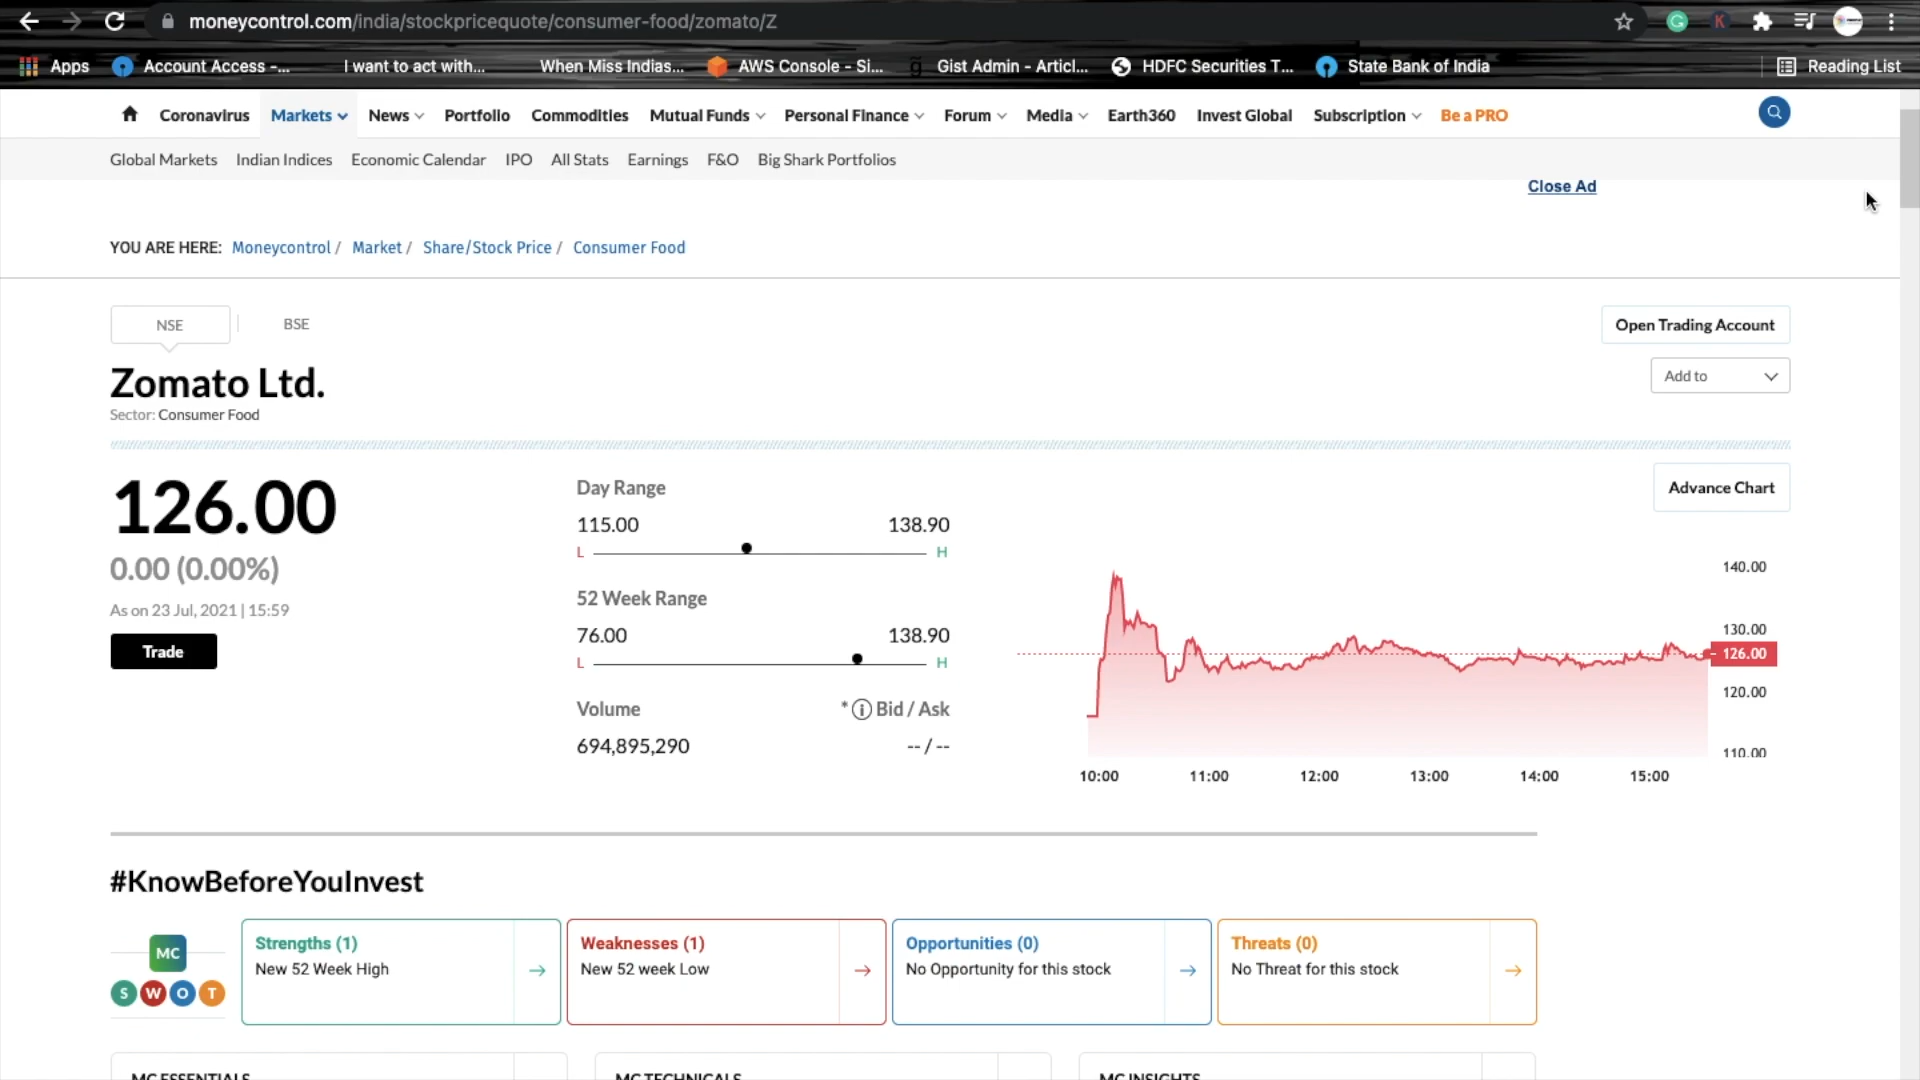 moneycontrol.com/india/stockpricequote/consumer-food/zomato/Z
Apps Account Access -... I want to act with... When Miss Indias... AWS Console - Si... Gist Admin - Articl... HDFC Securities T... State Bank of India Reading List
Coronavirus Markets News Portfolio Commodities Mutual Funds Personal Finance Forum Media Earth360 Invest Global Subscription Be a PRO
Global Markets Indian Indices Economic Calendar IPO All Stats Earnings F&O Big Shark Portfolios
Close Ad
YOU ARE HERE: Moneycontrol / Market / Share/Stock Price / Consumer Food
NSE BSE
Open Trading Account
Zomato Ltd.
Add to
Sector: Consumer Food
126.00
0.00 (0.00%)
As on 23 Jul, 2021 | 15:59
Trade
Day Range
115.00 138.90
L H
52 Week Range
76.00 138.90
L H
Volume * i Bid / Ask
694,895,290 -- / --
Advance Chart
140.00
130.00
126.00
120.00
110.00
10:00 11:00 12:00 13:00 14:00 15:00
#KnowBeforeYouInvest
MC
S W O T
Strengths (1)
New 52 Week High
Weaknesses (1)
New 52 week Low
Opportunities (0)
No Opportunity for this stock
Threats (0)
No Threat for this stock
MC ESSENTIALS MC TECHNICALS MC INSIGHTS